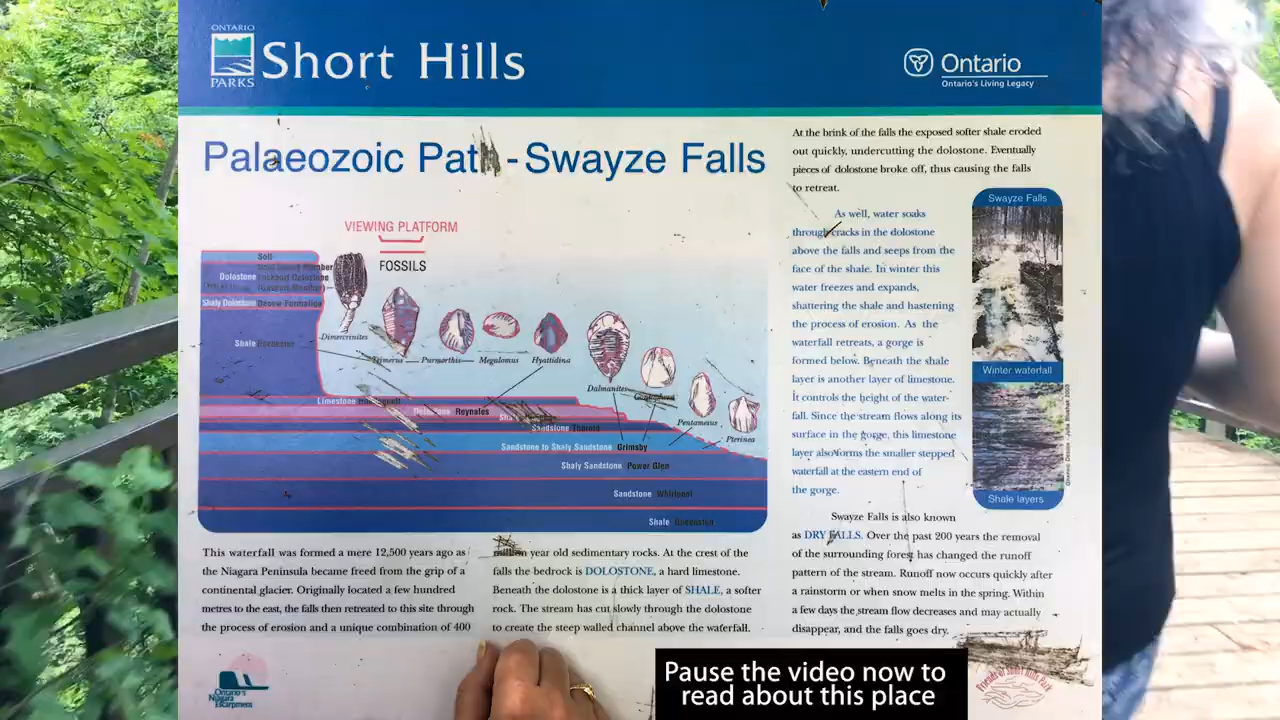 ONTARIO
PARKS
Short Hills
Ontario
Ontario's Living Legacy
Palaeozoic Path - Swayze Falls
VIEWING PLATFORM
FOSSILS
Soil
Dolostone
Shaly Dolostone Decew Formation
Shale Rochester
Limestone
Dolostone Reynales
Sandstone Thorold
Sandstone to Shaly Sandstone Grimsby
Shaly Sandstone Power Glen
Sandstone Whirlpool
Shale Queenston
Dimerocrinites
Trimerus
Megalomus
Hyattidina
Dalmanites
Pentameris
Pterinea
This waterfall was formed a mere 12,500 years ago as
the Niagara Peninsula became freed from the grip of a
continental glacier. Originally located a few hundred
metres to the east, the falls then retreated to this site through
the process of erosion and a unique combination of 400
million year old sedimentary rocks. At the crest of the
falls the bedrock is DOLOSTONE, a hard limestone.
Beneath the dolostone is a thick layer of SHALE, a softer
rock. The stream has cut slowly through the dolostone
to create the steep walled channel above the waterfall.
At the brink of the falls the exposed softer shale eroded
out quickly, undercutting the dolostone. Eventually
pieces of dolostone broke off, thus causing the falls
to retreat.
As well, water soaks
through cracks in the dolostone
above the falls and seeps from the
face of the shale. In winter this
water freezes and expands,
shattering the shale and hastening
the process of erosion. As the
waterfall retreats, a gorge is
formed below. Beneath the shale
layer is another layer of limestone.
It controls the height of the water-
fall. Since the stream flows along its
surface in the gorge, this limestone
layer also forms the smaller stepped
waterfall at the eastern end of
the gorge.
Swayze Falls
Winter waterfall
Shale layers
Swayze Falls is also known
as DRY FALLS. Over the past 200 years the removal
of the surrounding forest has changed the runoff
pattern of the stream. Runoff now occurs quickly after
a rainstorm or when snow melts in the spring. Within
a few days the stream flow decreases and may actually
disappear, and the falls goes dry.
Ontario's
Niagara
Escarpment
Friends of Short Hills Park
Pause the video now to
read about this place